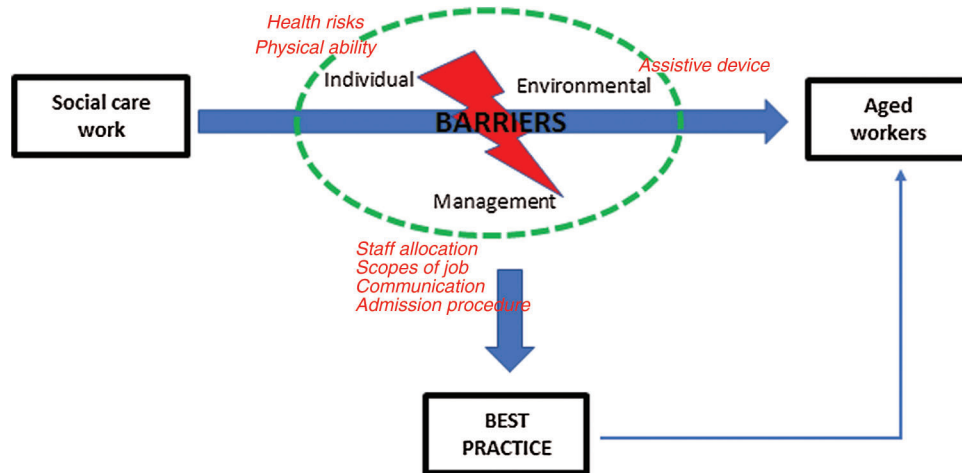 Health risks
Physical ability
Individual
Environmental
Assistive device
Social care
work
BARRIERS
Aged
workers
Management
Staff allocation
Scopes of job
Communication
Admission procedure
BEST
PRACTICE